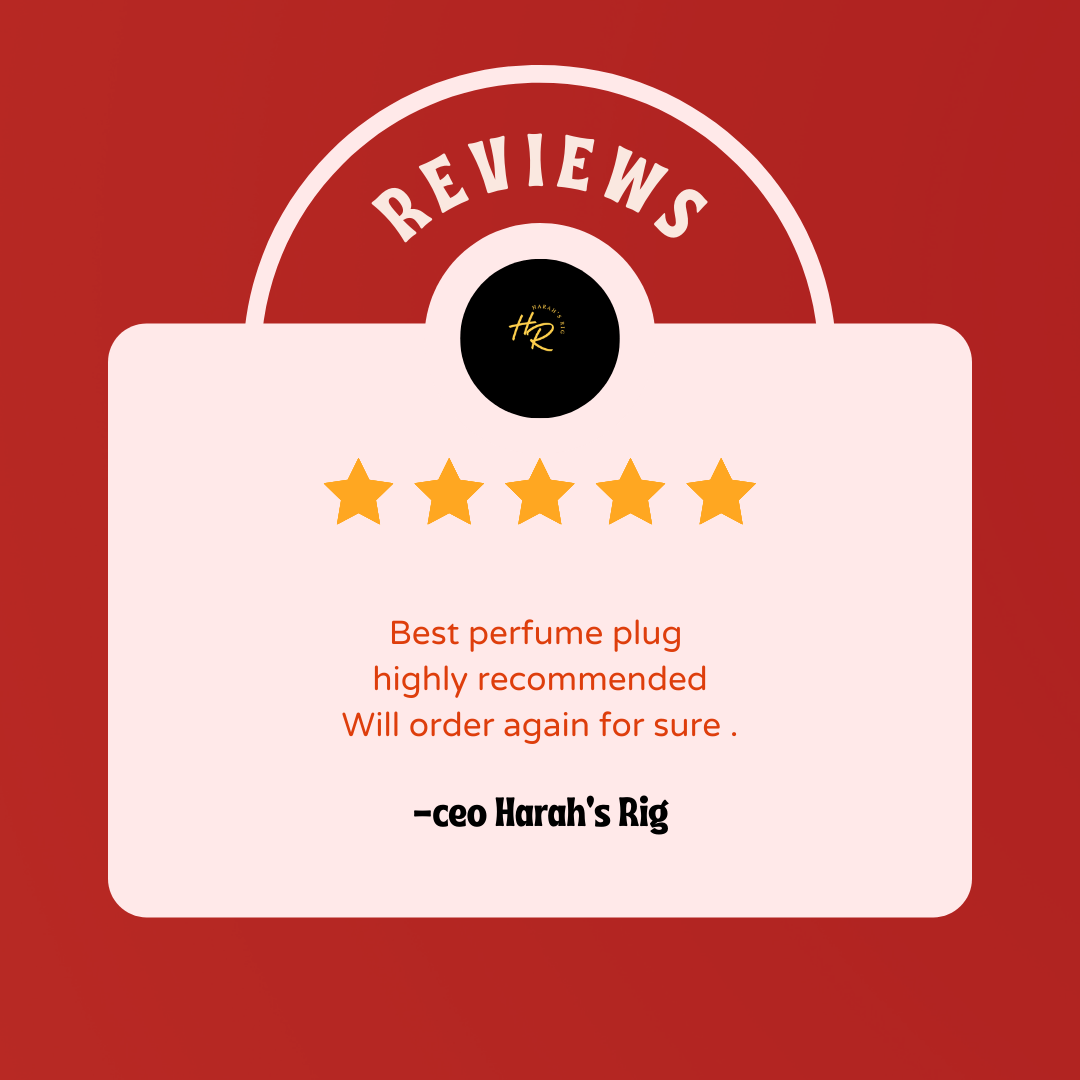 REVIEWS
HARAH'S RIG
HR
Best perfume plug
highly recommended
Will order again for sure .
-ceo Harah's Rig